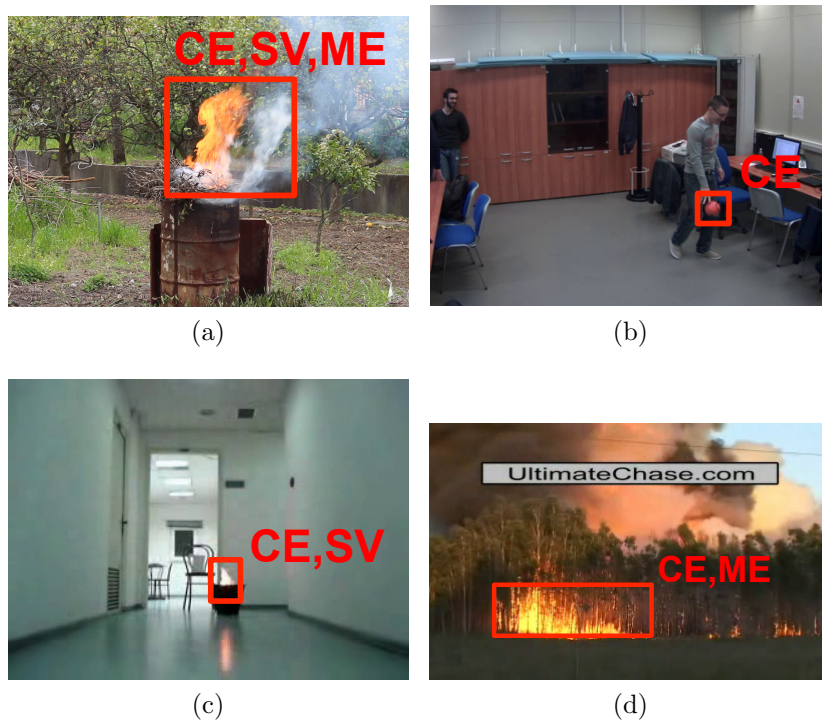 CE,SV,ME
CE
(a)
(b)
CE,SV
UltimateChase.com
CE,ME
(c)
(d)